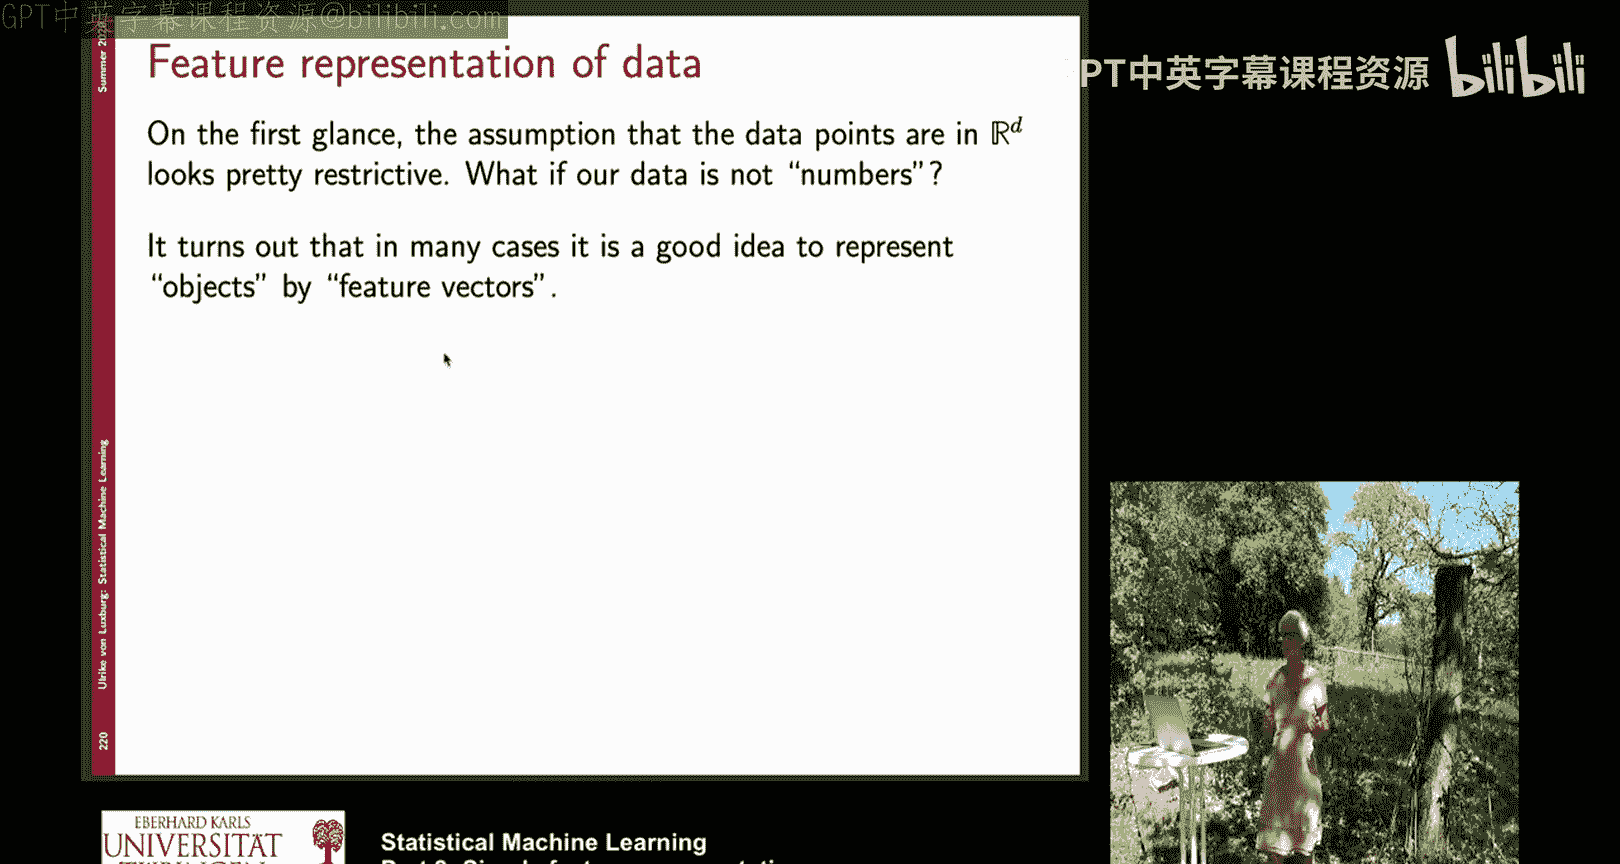 GPT中英字幕课程资源@bilibili.com
PT中英字幕课程资源 bilibili
Feature representation of data
On the first glance, the assumption that the data points are in ℝᵈ
looks pretty restrictive. What if our data is not “numbers”?
It turns out that in many cases it is a good idea to represent
“objects” by “feature vectors”.
Summer
Ulrike von Luxburg: Statistical Machine Learning
220
EBERHARD KARLS
UNIVERSITÄT
Statistical Machine Learning